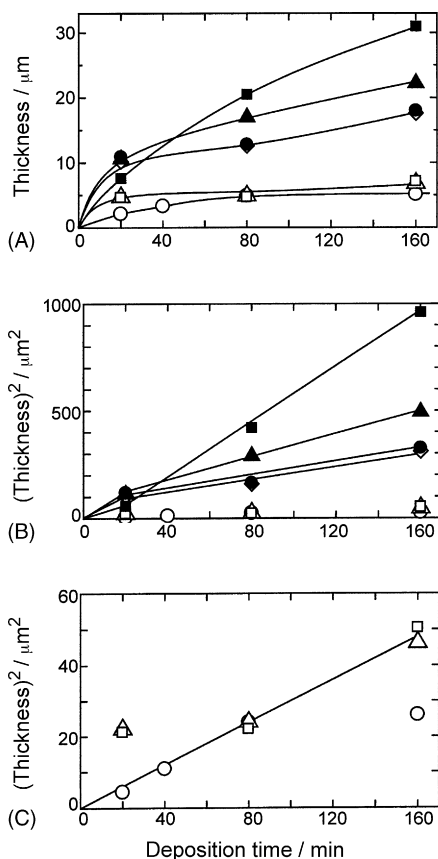 30
20
10
0
Thickness / μm
0 40 80 120 160
(A)
1000
500
0
(Thickness)² / μm²
0 40 80 120 160
(B)
60
40
20
0
(Thickness)² / μm²
0 40 80 120 160
(C)
Deposition time / min